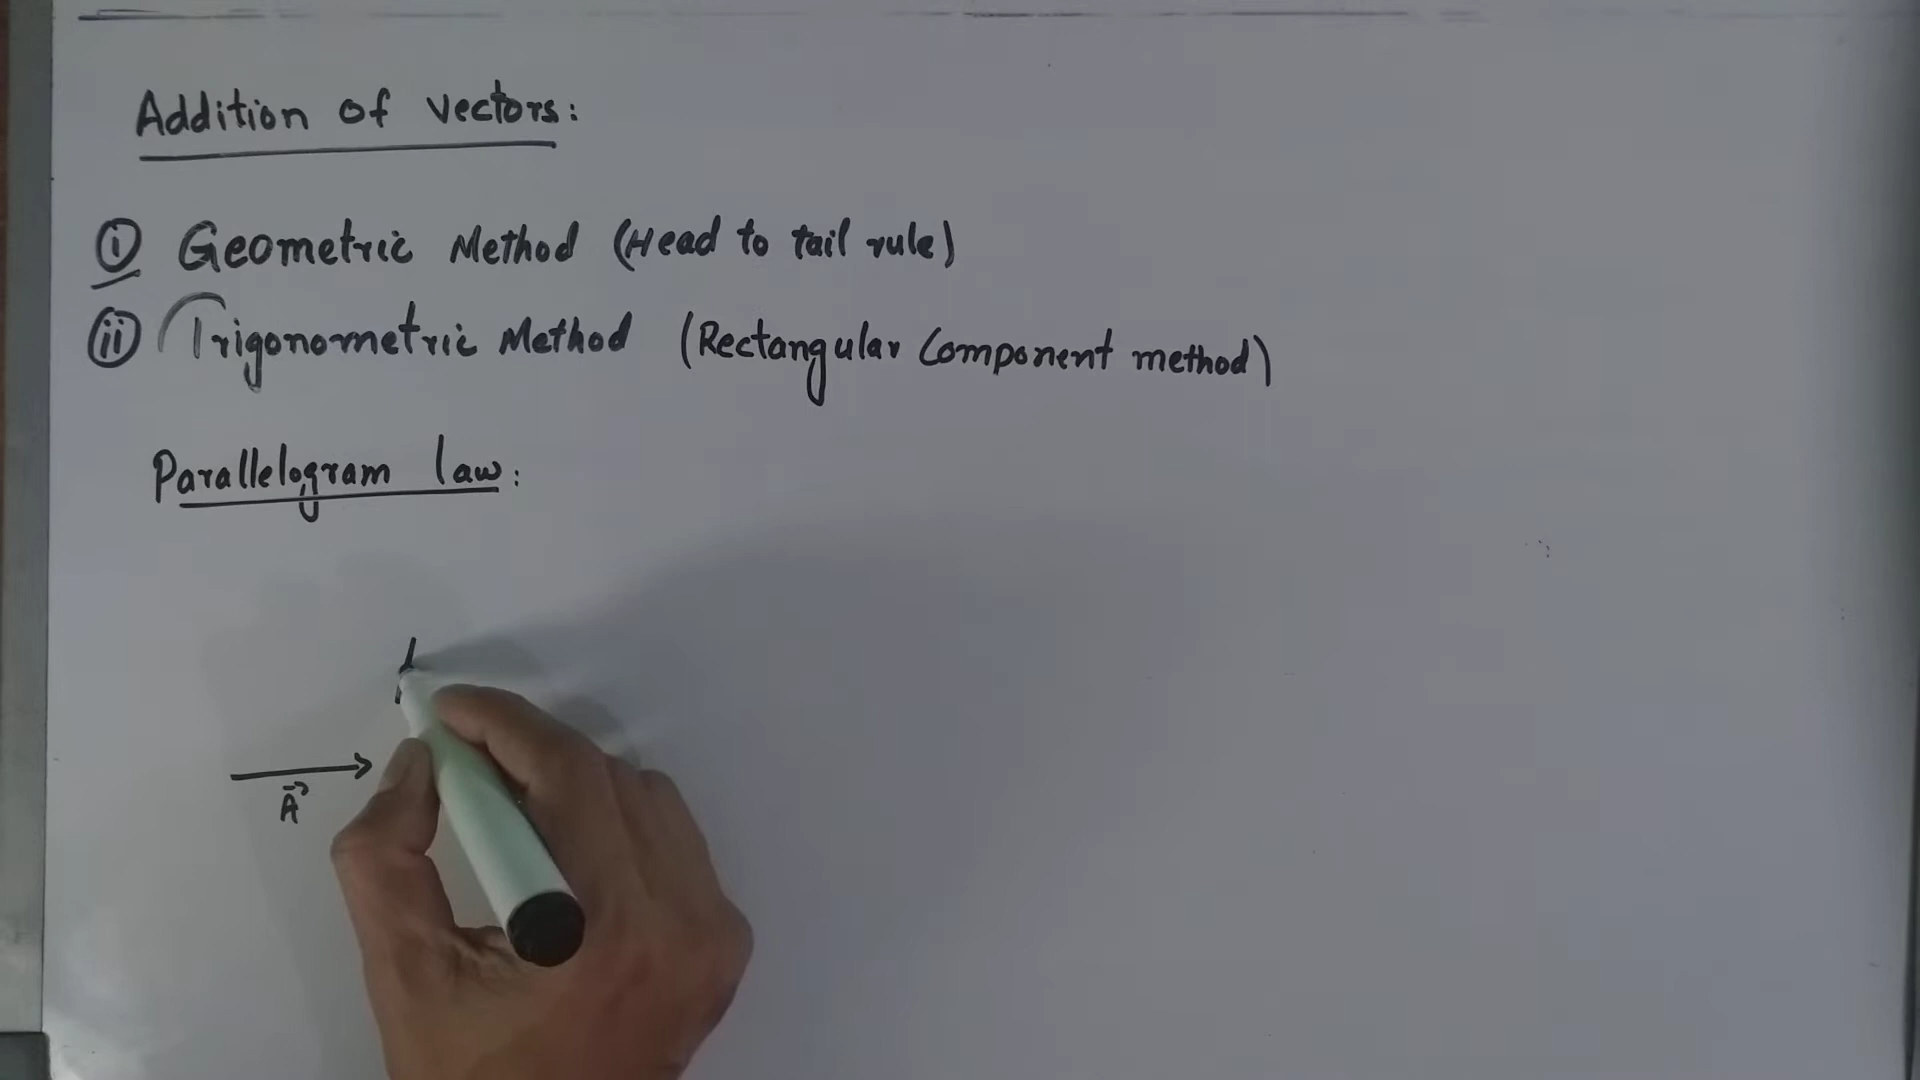 Addition of vectors:
(i) Geometric Method (Head to tail rule)
(ii) Trigonometric Method (Rectangular Component method)
Parallelogram law:
A⃗